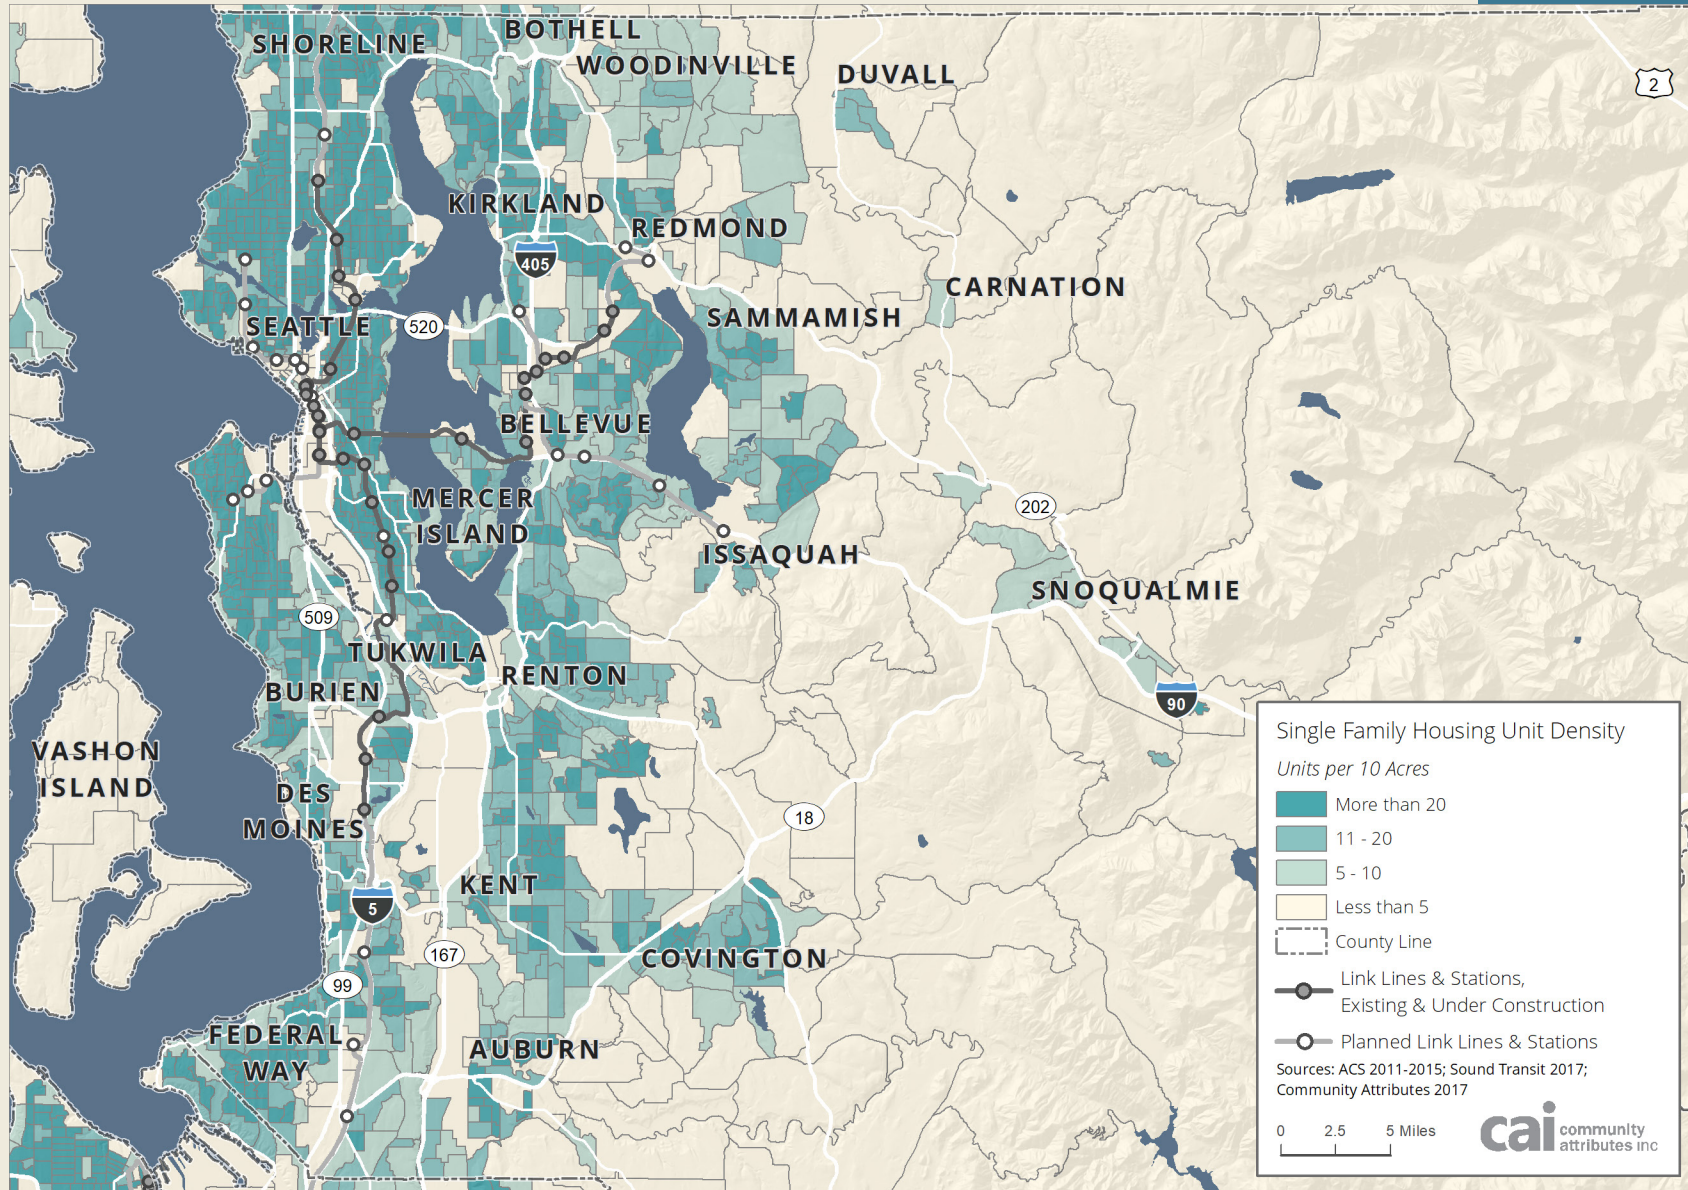 SHORELINE
BOTHELL
WOODINVILLE
DUVALL
2
KIRKLAND
REDMOND
405
CARNATION
SEATTLE
520
SAMMAMISH
BELLEVUE
MERCER
ISLAND
202
ISSAQUAH
SNOQUALMIE
509
TUKWILA
RENTON
BURIEN
90
VASHON
ISLAND
DES
MOINES
18
KENT
5
167
COVINGTON
99
FEDERAL
WAY
AUBURN
Single Family Housing Unit Density
Units per 10 Acres
More than 20
11 - 20
5 - 10
Less than 5
County Line
Link Lines & Stations,
Existing & Under Construction
Planned Link Lines & Stations
Sources: ACS 2011-2015; Sound Transit 2017;
Community Attributes 2017
0 2.5 5 Miles
cai community
attributes inc